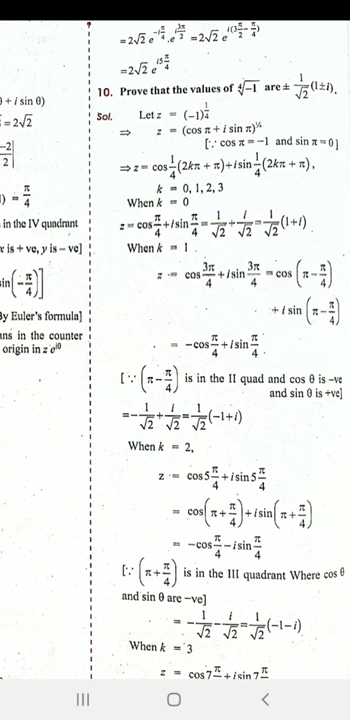 = 2√2 e^(-iπ/4) . e^(i3π/2) = 2√2 e^(i(3π/2 - π/4))
= 2√2 e^(i5π/4)
θ + i sin θ)
= 2√2
-2|
2|
) = π/4
in the IV quadrant
x is + ve, y is – ve]
sin(-π/4)]
By Euler's formula]
ans in the counter
origin in z e^(iθ)
10. Prove that the values of ∜-1 are ± 1/√2 (1±i).
Sol. Let z = (–1)^(1/4)
⇒ z = (cos π + i sin π)^(1/4)
[∵ cos π = –1 and sin π = 0]
⇒ z = cos 1/4 (2kπ + π) + i sin 1/4 (2kπ + π),
k = 0, 1, 2, 3
When k = 0
z = cos π/4 + i sin π/4 = 1/√2 + i/√2 = 1/√2 (1+i)
When k = 1
z = cos 3π/4 + i sin 3π/4 = cos (π - π/4)
+ i sin (π - π/4)
= -cos π/4 + i sin π/4
[∵ (π - π/4) is in the II quad and cos θ is –ve
and sin θ is +ve]
= - 1/√2 + i/√2 = 1/√2 (-1+i)
When k = 2,
z = cos 5 π/4 + i sin 5 π/4
= cos (π + π/4) + i sin (π + π/4)
= -cos π/4 - i sin π/4
[∵ (π + π/4) is in the III quadrant Where cos θ
and sin θ are –ve]
= - 1/√2 - i/√2 = 1/√2 (-1-i)
When k = 3
z = cos 7 π + i sin 7 π